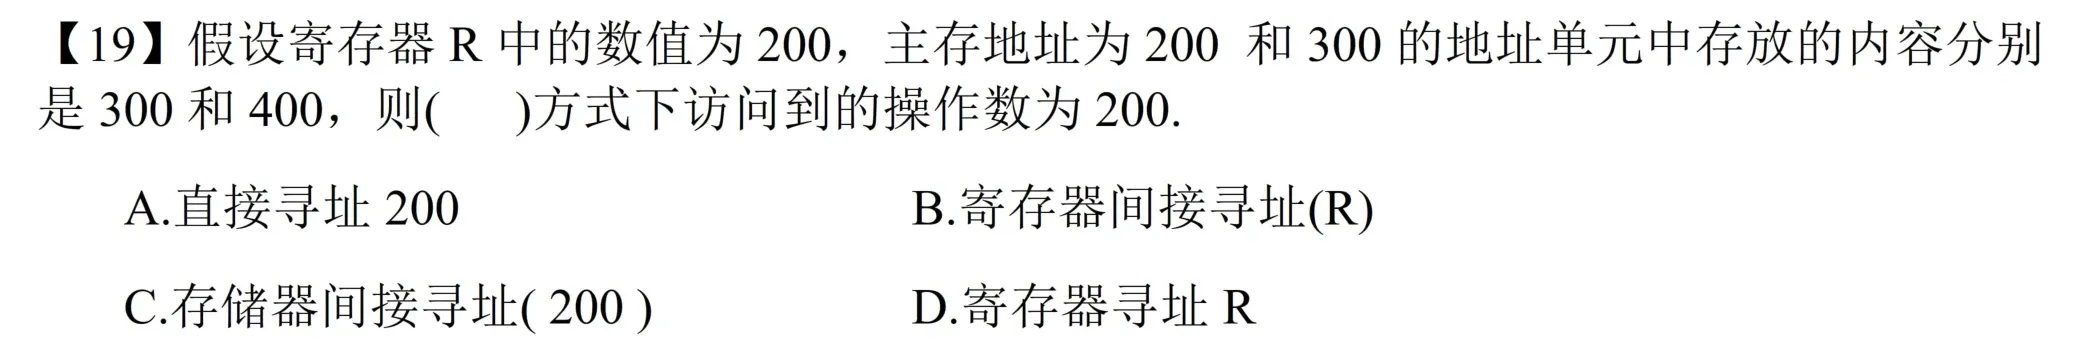 【19】假设寄存器 R 中的数值为 200，主存地址为 200 和 300 的地址单元中存放的内容分别
是 300 和 400，则( )方式下访问到的操作数为 200.
A.直接寻址 200 B.寄存器间接寻址(R)
C.存储器间接寻址( 200 ) D.寄存器寻址 R